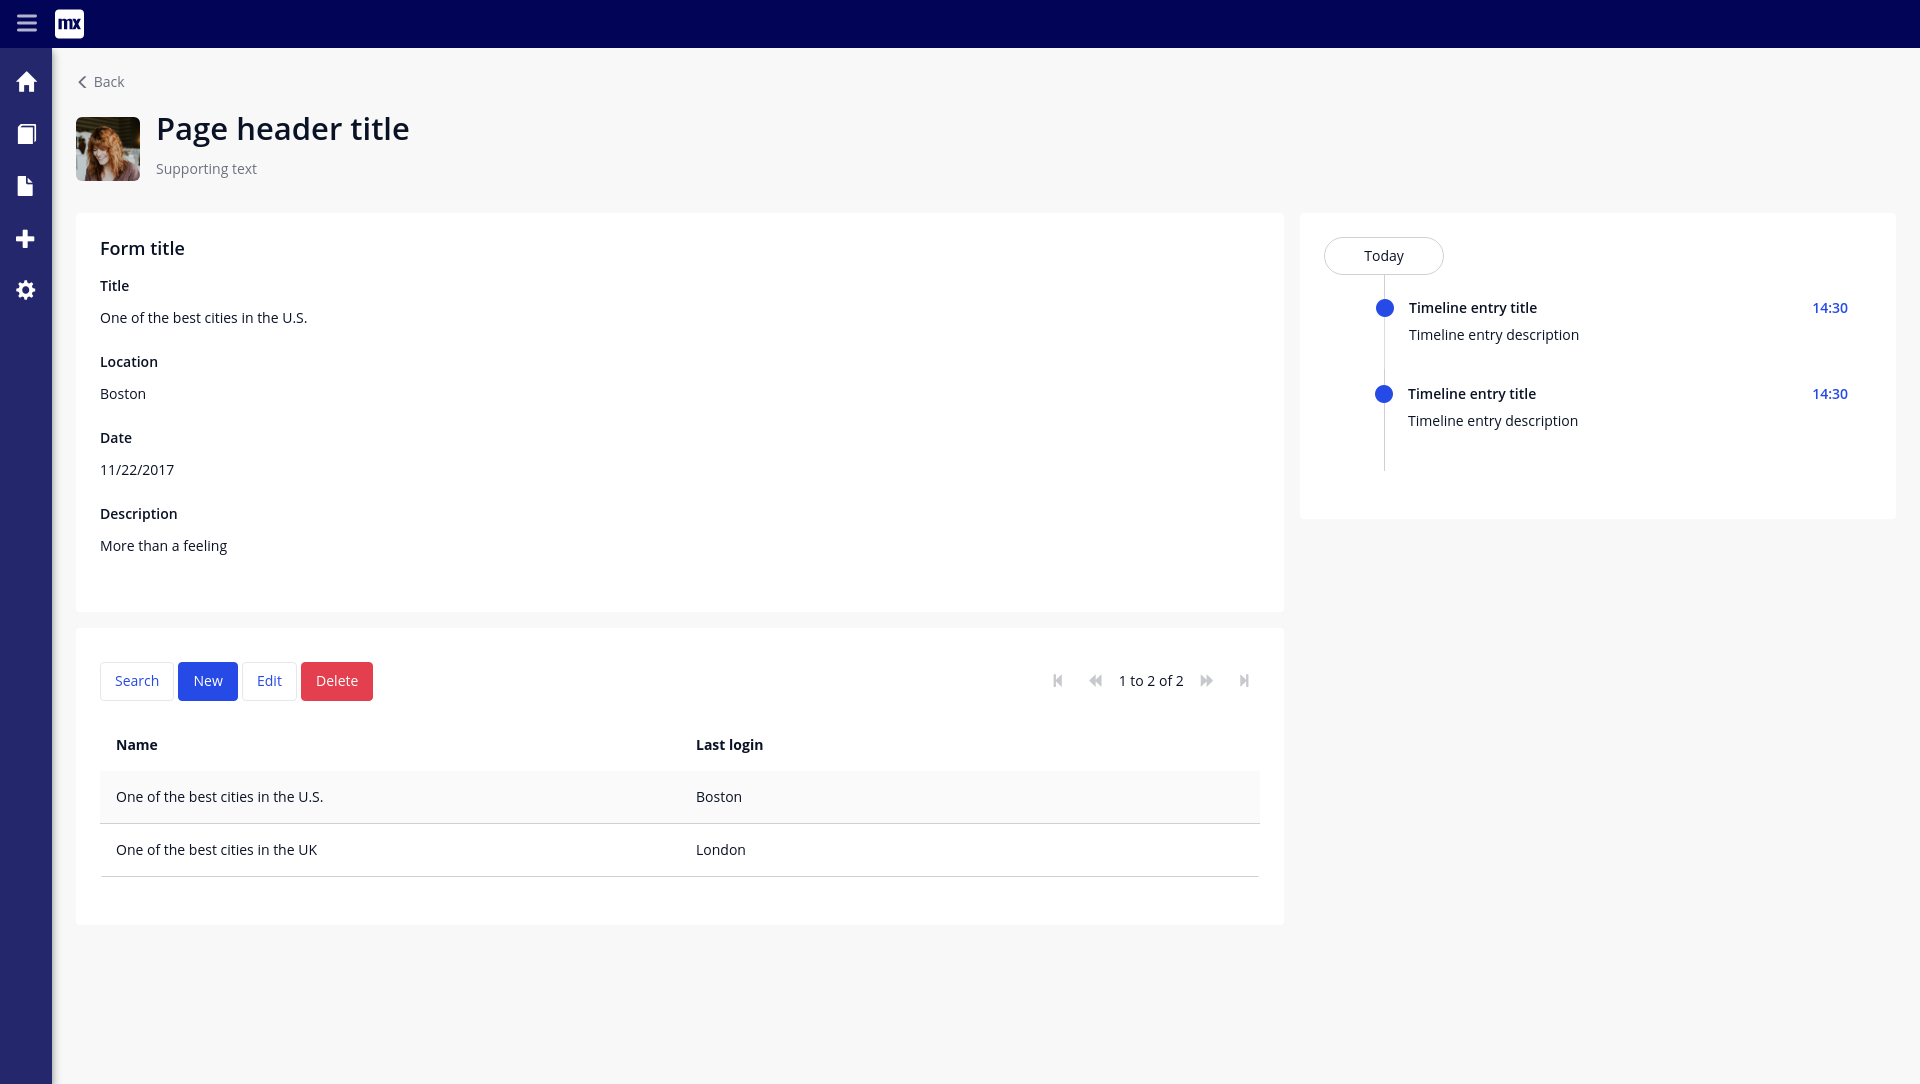 mx
Back
Page header title
Supporting text
Form title
Title
One of the best cities in the U.S.
Location
Boston
Date
11/22/2017
Description
More than a feeling
Today
Timeline entry title 14:30
Timeline entry description
Timeline entry title 14:30
Timeline entry description
Search New Edit Delete 1 to 2 of 2
Name Last login
One of the best cities in the U.S. Boston
One of the best cities in the UK London